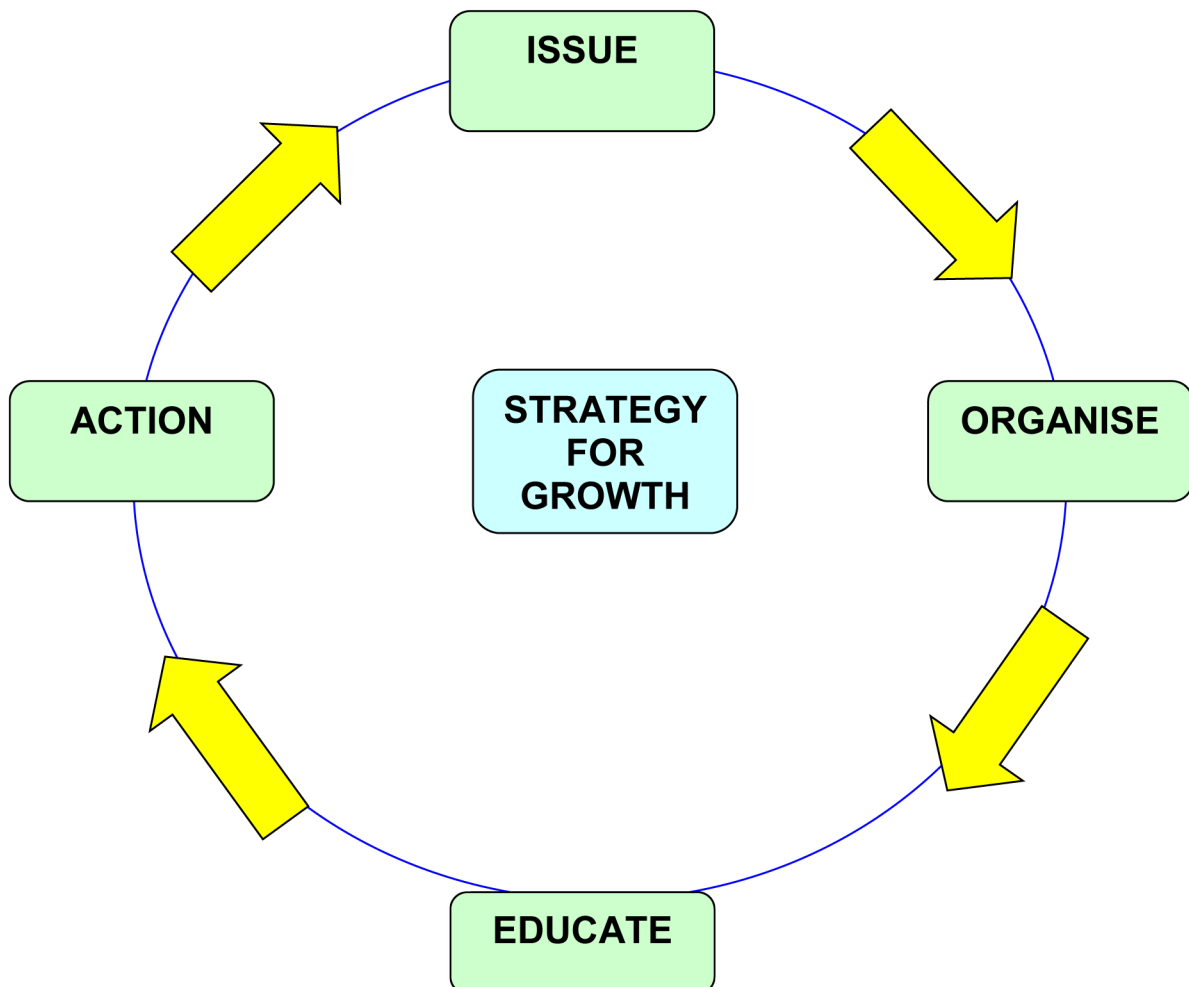 ISSUE
ACTION
STRATEGY
FOR
GROWTH
ORGANISE
EDUCATE